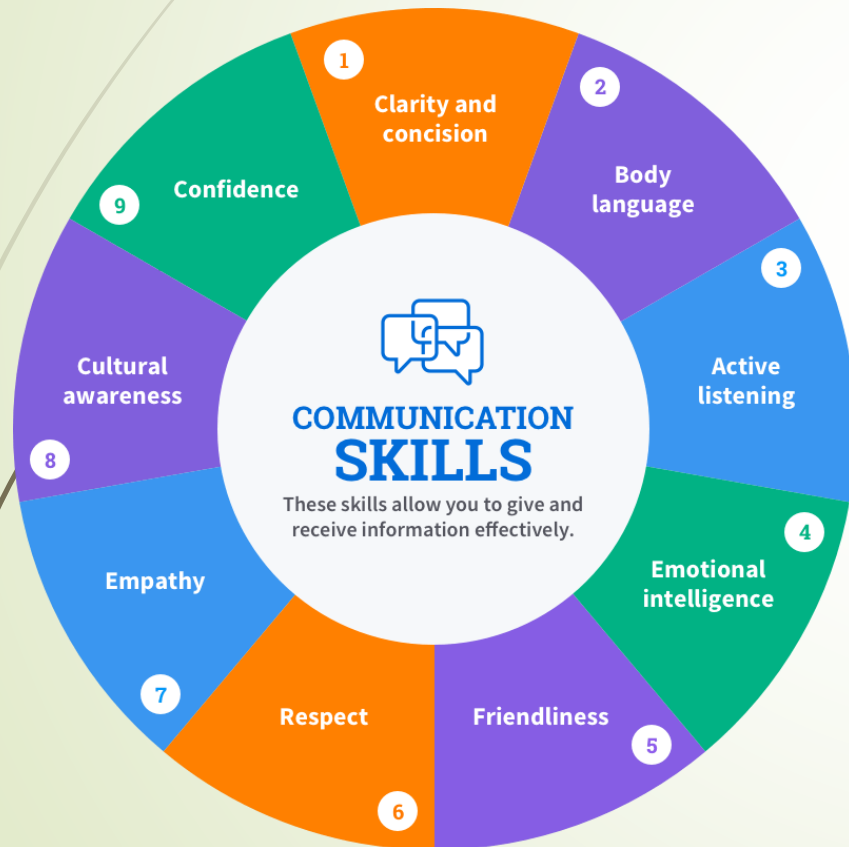 COMMUNICATION
SKILLS
These skills allow you to give and
receive information effectively.
1
Clarity and
concision
2
Body
language
3
Active
listening
4
Emotional
intelligence
5
Friendliness
6
Respect
7
Empathy
8
Cultural
awareness
9
Confidence